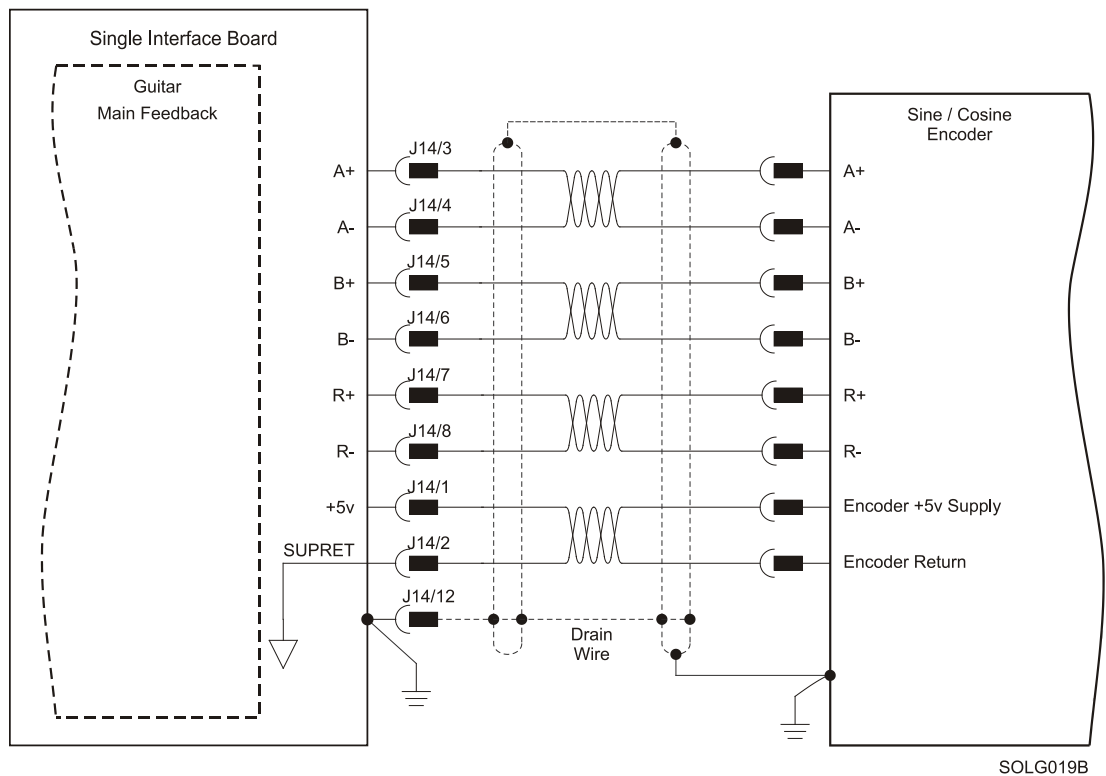 Single Interface Board
Guitar
Main Feedback
Sine / Cosine
Encoder
J14/3
A+
A+
J14/4
A-
A-
J14/5
B+
B+
J14/6
B-
B-
J14/7
R+
R+
J14/8
R-
R-
J14/1
+5v
Encoder +5v Supply
J14/2
SUPRET
Encoder Return
J14/12
Drain
Wire
SOLG019B